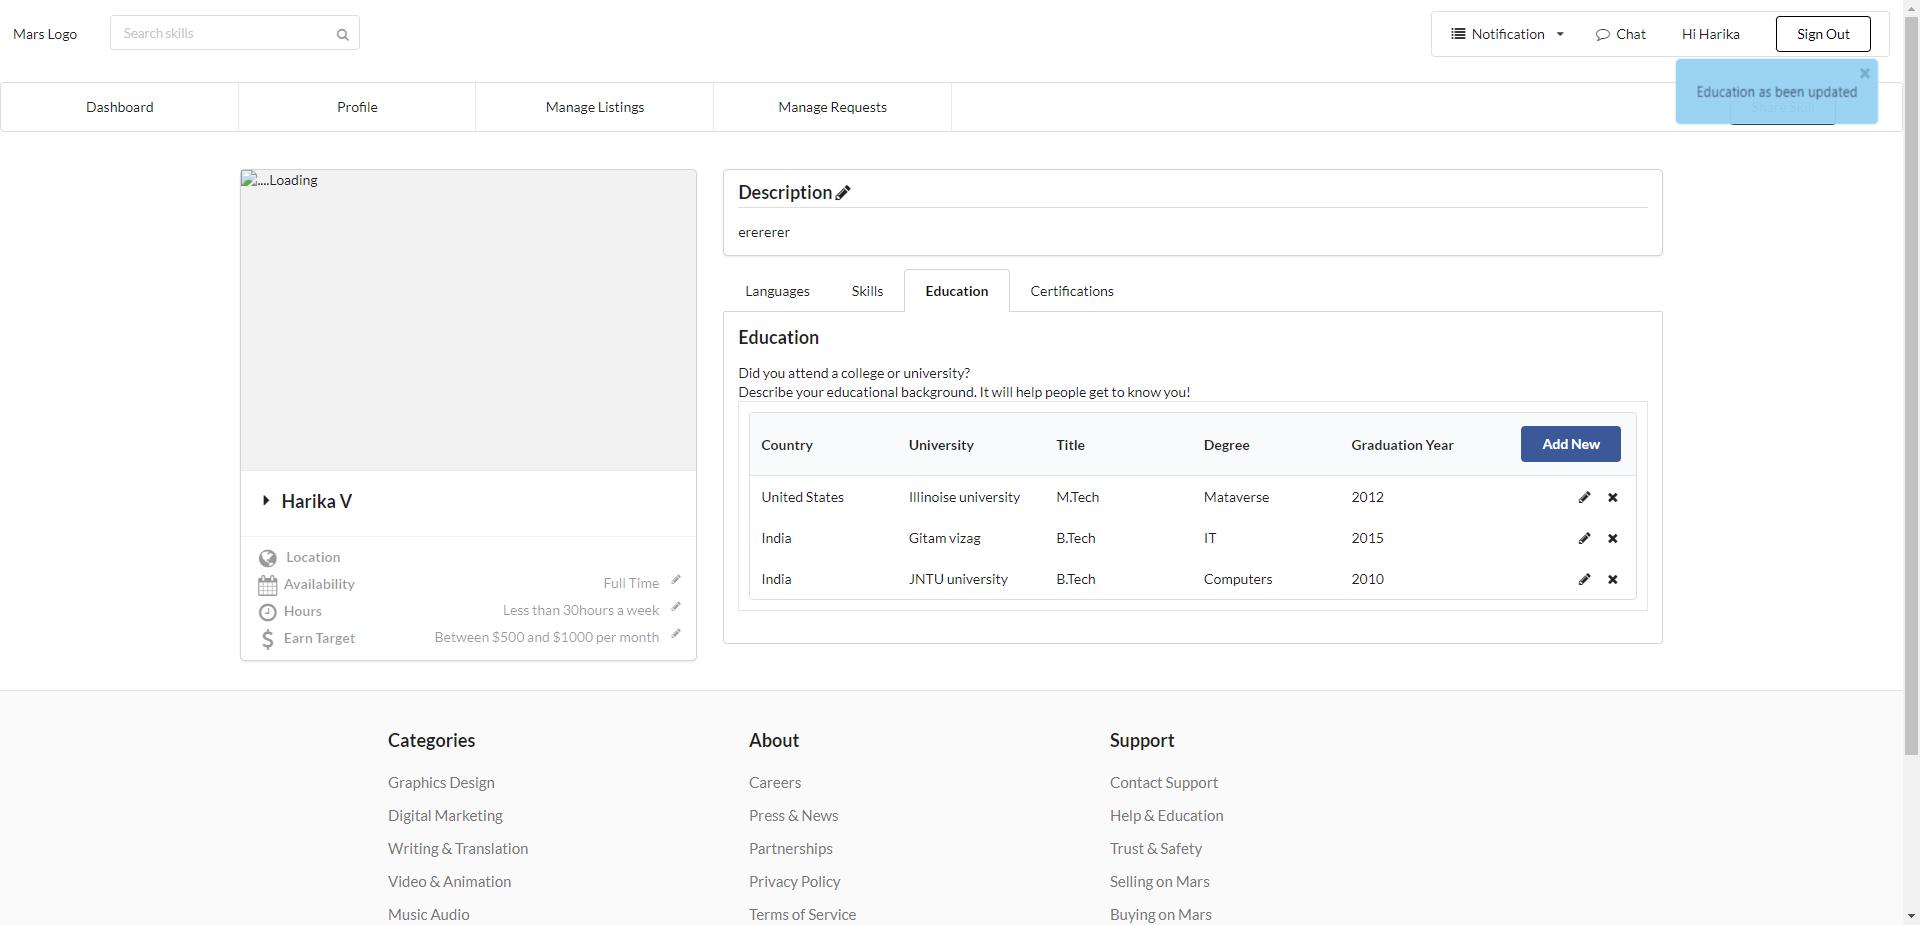 Mars Logo
Search skills
Notification
Chat
Hi Harika
Sign Out
Education as been updated
Dashboard
Profile
Manage Listings
Manage Requests
Share Skill
....Loading
Harika V
Location
Availability Full Time
Hours Less than 30hours a week
Earn Target Between $500 and $1000 per month
Description
erererer
Languages Skills Education Certifications
Education
Did you attend a college or university?
Describe your educational background. It will help people get to know you!
Country University Title Degree Graduation Year Add New
United States Illinoise university M.Tech Mataverse 2012
India Gitam vizag B.Tech IT 2015
India JNTU university B.Tech Computers 2010
Categories
Graphics Design
Digital Marketing
Writing & Translation
Video & Animation
Music Audio
About
Careers
Press & News
Partnerships
Privacy Policy
Terms of Service
Support
Contact Support
Help & Education
Trust & Safety
Selling on Mars
Buying on Mars